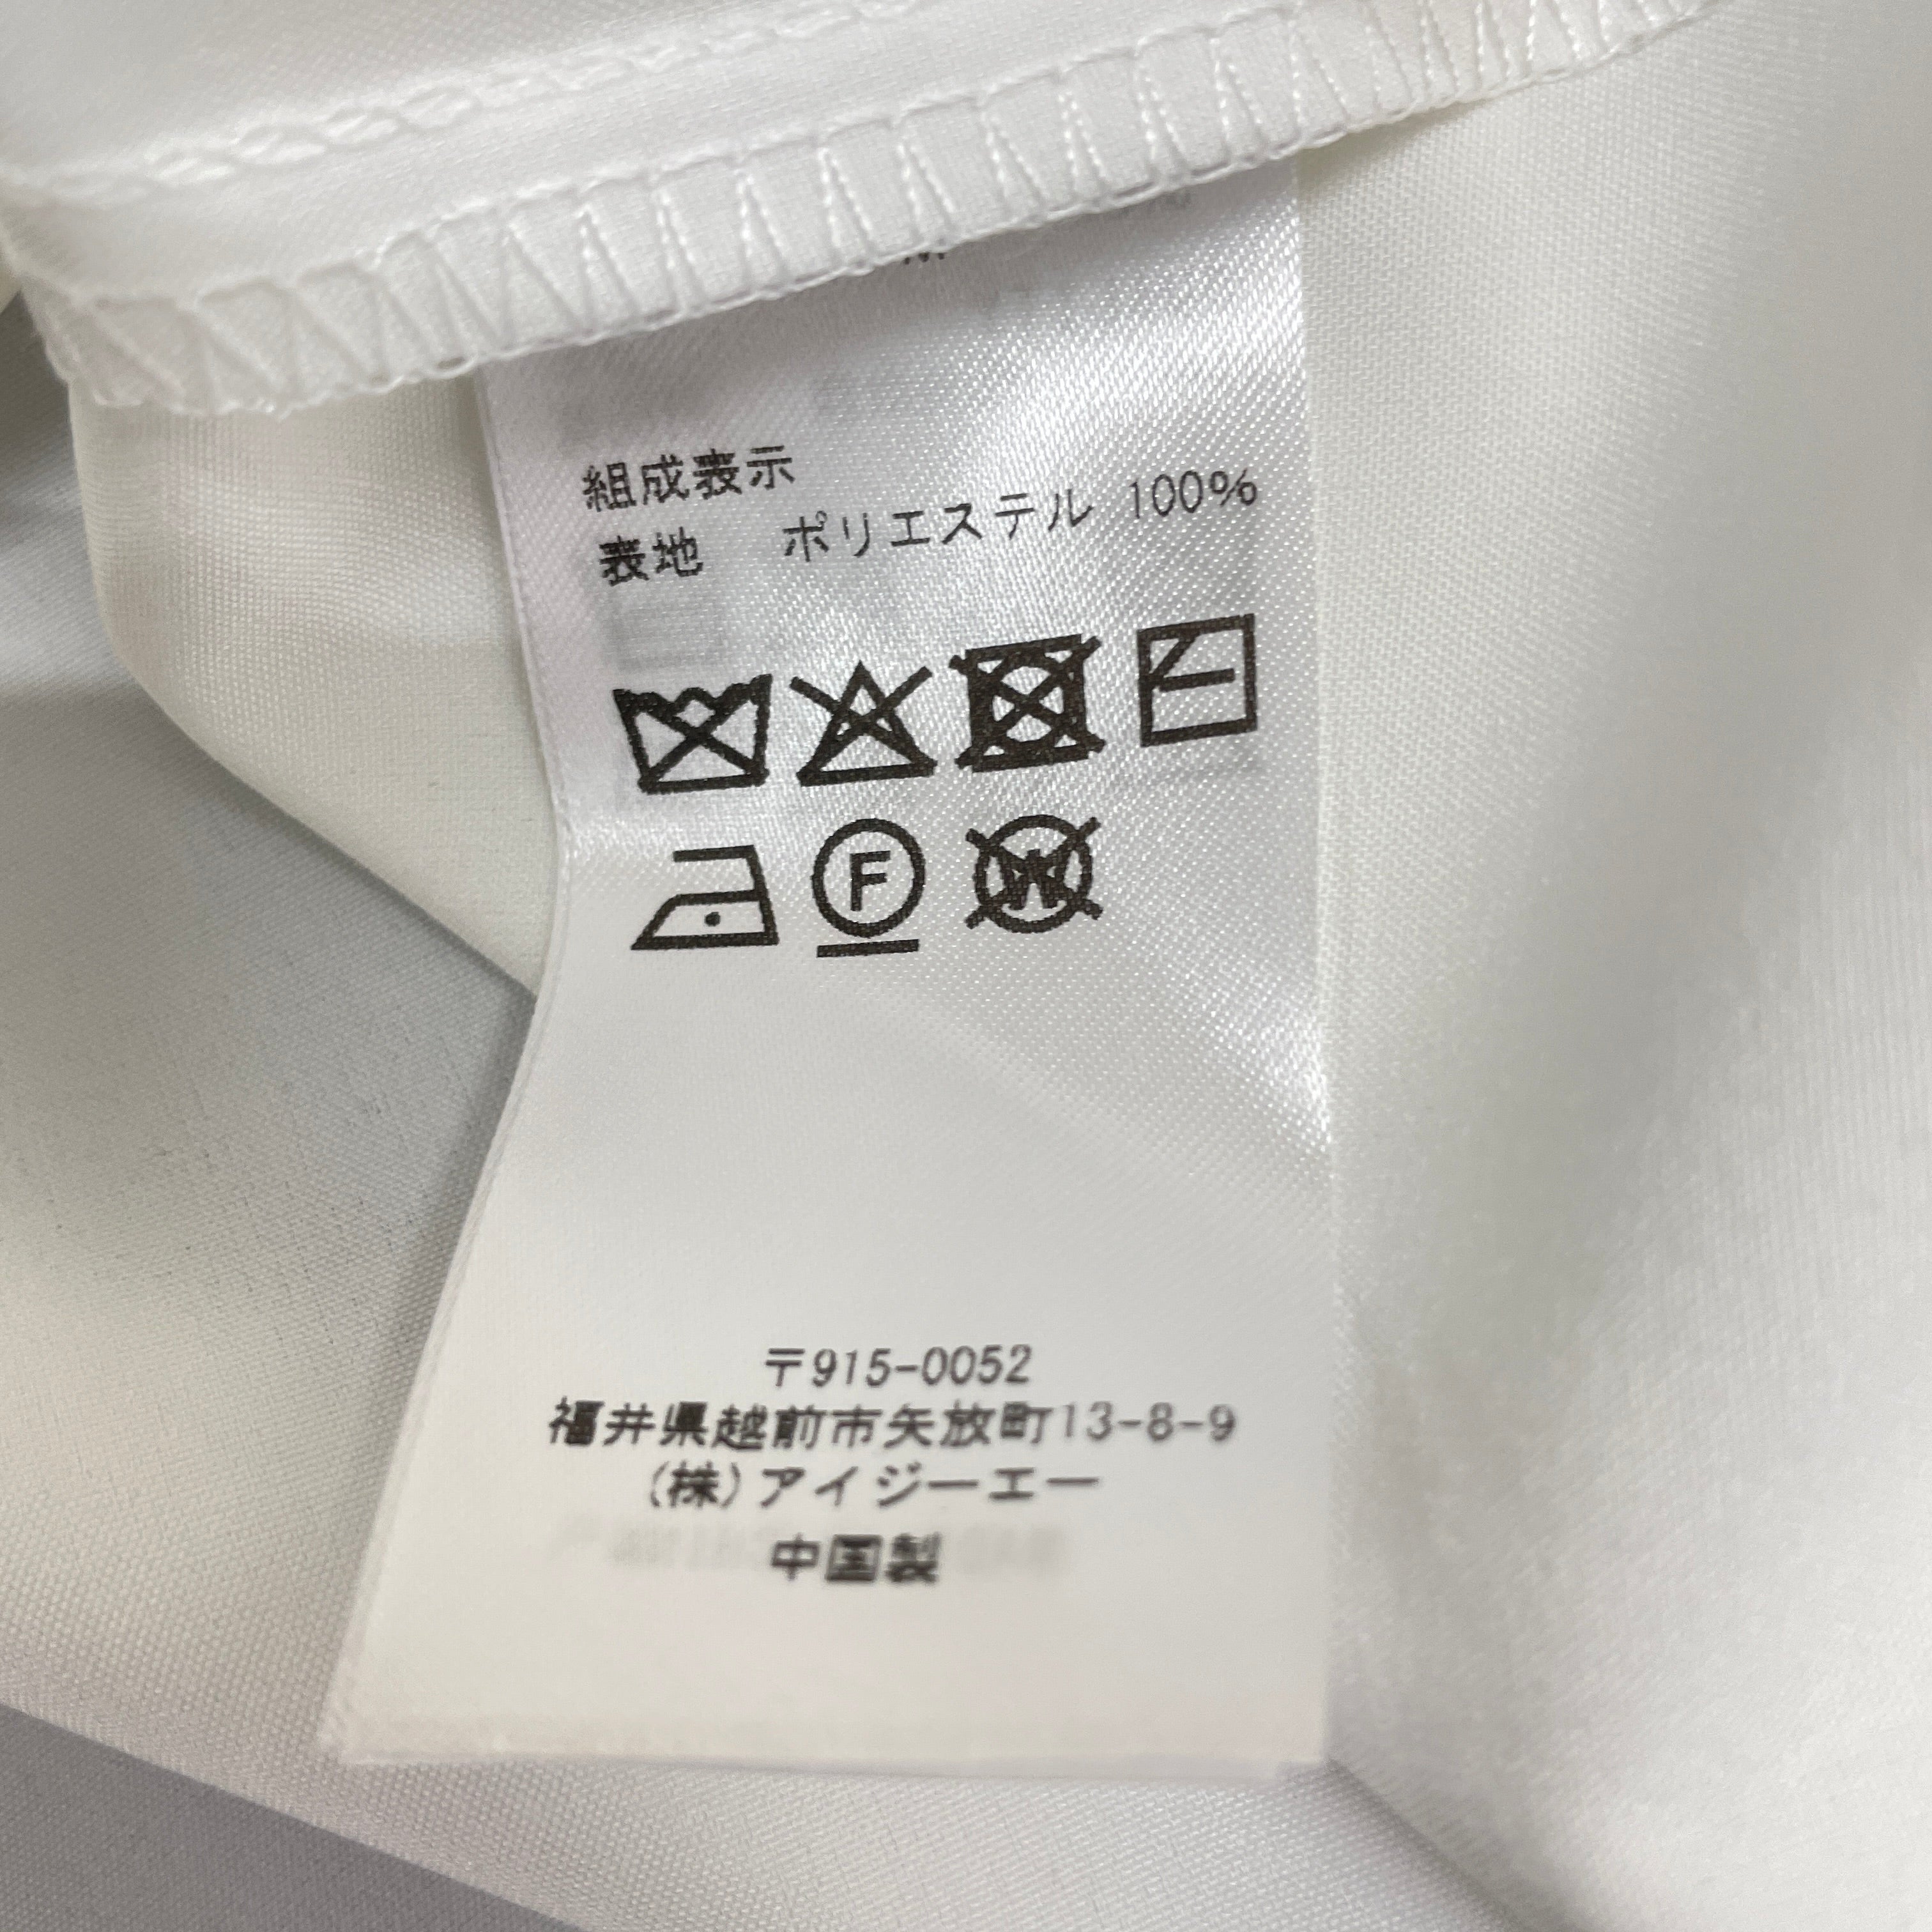 組成表示
表地 ポリエステル 100%
F
W
〒915-0052
福井県越前市矢放町13-8-9
(株)アイジーエー
中国製